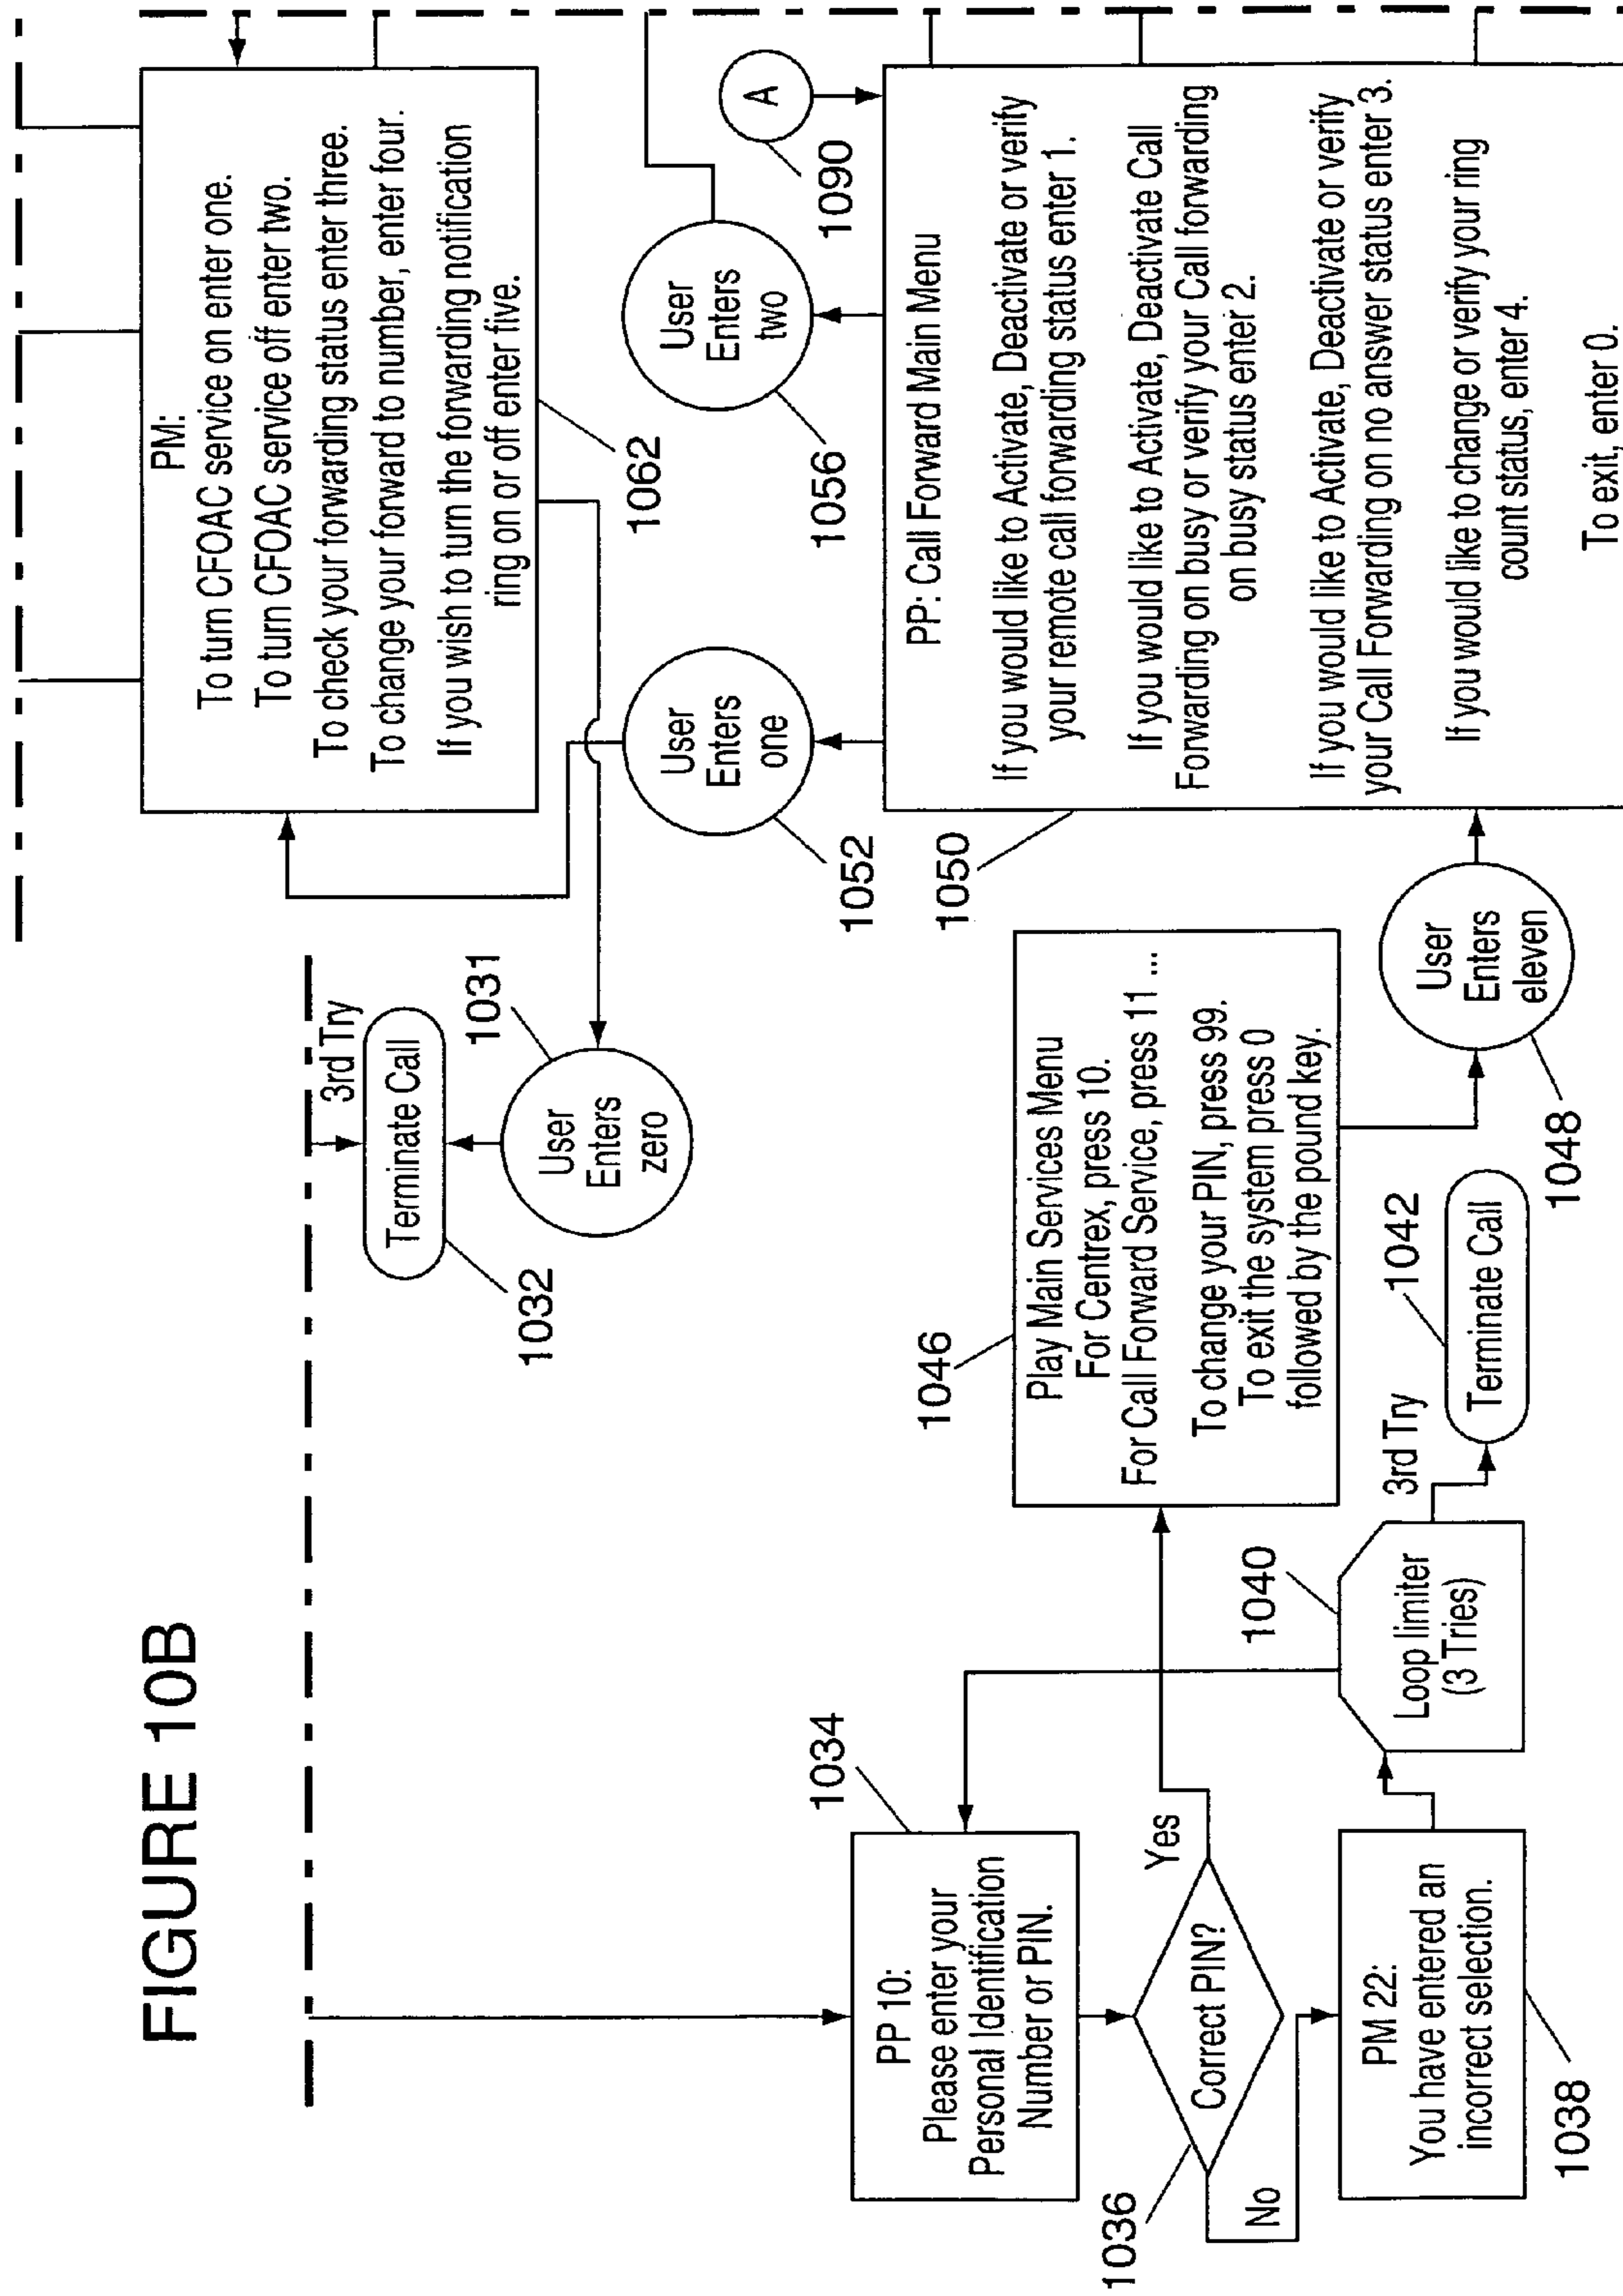 FIGURE 10B
PP 10:
Please enter your
Personal Identification
Number or PIN.
1034
Correct PIN?
1036
Yes
No
PM 22:
You have entered an
incorrect selection.
1038
Loop limiter
(3 Tries)
1040
3rd Try
Terminate Call
1042
1046
Play Main Services Menu
For Centrex, press 10.
For Call Forward Service, press 11 ...
To change your PIN, press 99.
To exit the system press 0
followed by the pound key.
User
Enters
eleven
1048
3rd Try
Terminate Call
1032
User
Enters
zero
1031
PM:
To turn CFOAC service on enter one.
To turn CFOAC service off enter two.
To check your forwarding status enter three.
To change your forward to number, enter four.
If you wish to turn the forwarding notification
ring on or off enter five.
1062
User
Enters
one
1052
User
Enters
two
1056
A
1090
1050
PP: Call Forward Main Menu
If you would like to Activate, Deactivate or verify
your remote call forwarding status enter 1.
If you would like to Activate, Deactivate Call
Forwarding on busy or verify your Call forwarding
on busy status enter 2.
If you would like to Activate, Deactivate or verify
your Call Forwarding on no answer status enter 3.
If you would like to change or verify your ring
count status, enter 4.
To exit, enter 0.